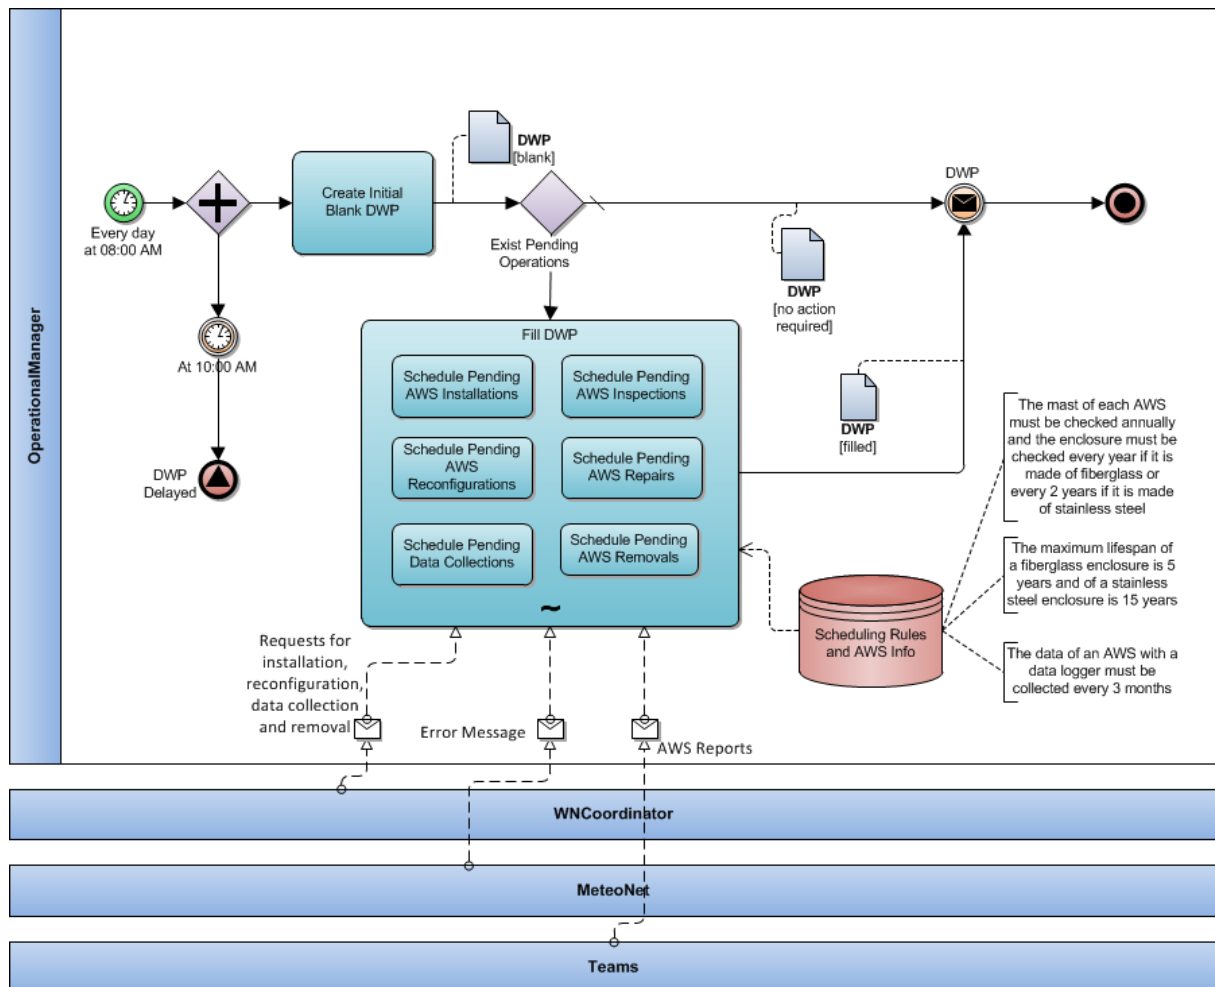 OperationalManager
Every day
at 08:00 AM
Create Initial
Blank DWP
DWP
[blank]
Exist Pending
Operations
DWP
DWP
[no action
required]
At 10:00 AM
DWP
Delayed
Fill DWP
Schedule Pending
AWS Installations
Schedule Pending
AWS Inspections
Schedule Pending
AWS
Reconfigurations
Schedule Pending
AWS Repairs
Schedule Pending
Data Collections
Schedule Pending
AWS Removals
~
DWP
[filled]
The mast of each AWS
must be checked annually
and the enclosure must be
checked every year if it is
made of fiberglass or
every 2 years if it is made
of stainless steel
The maximum lifespan of
a fiberglass enclosure is 5
years and of a stainless
steel enclosure is 15 years
The data of an AWS with a
data logger must be
collected every 3 months
Scheduling Rules
and AWS Info
Requests for
installation,
reconfiguration,
data collection
and removal
Error Message
AWS Reports
WNCoordinator
MeteoNet
Teams